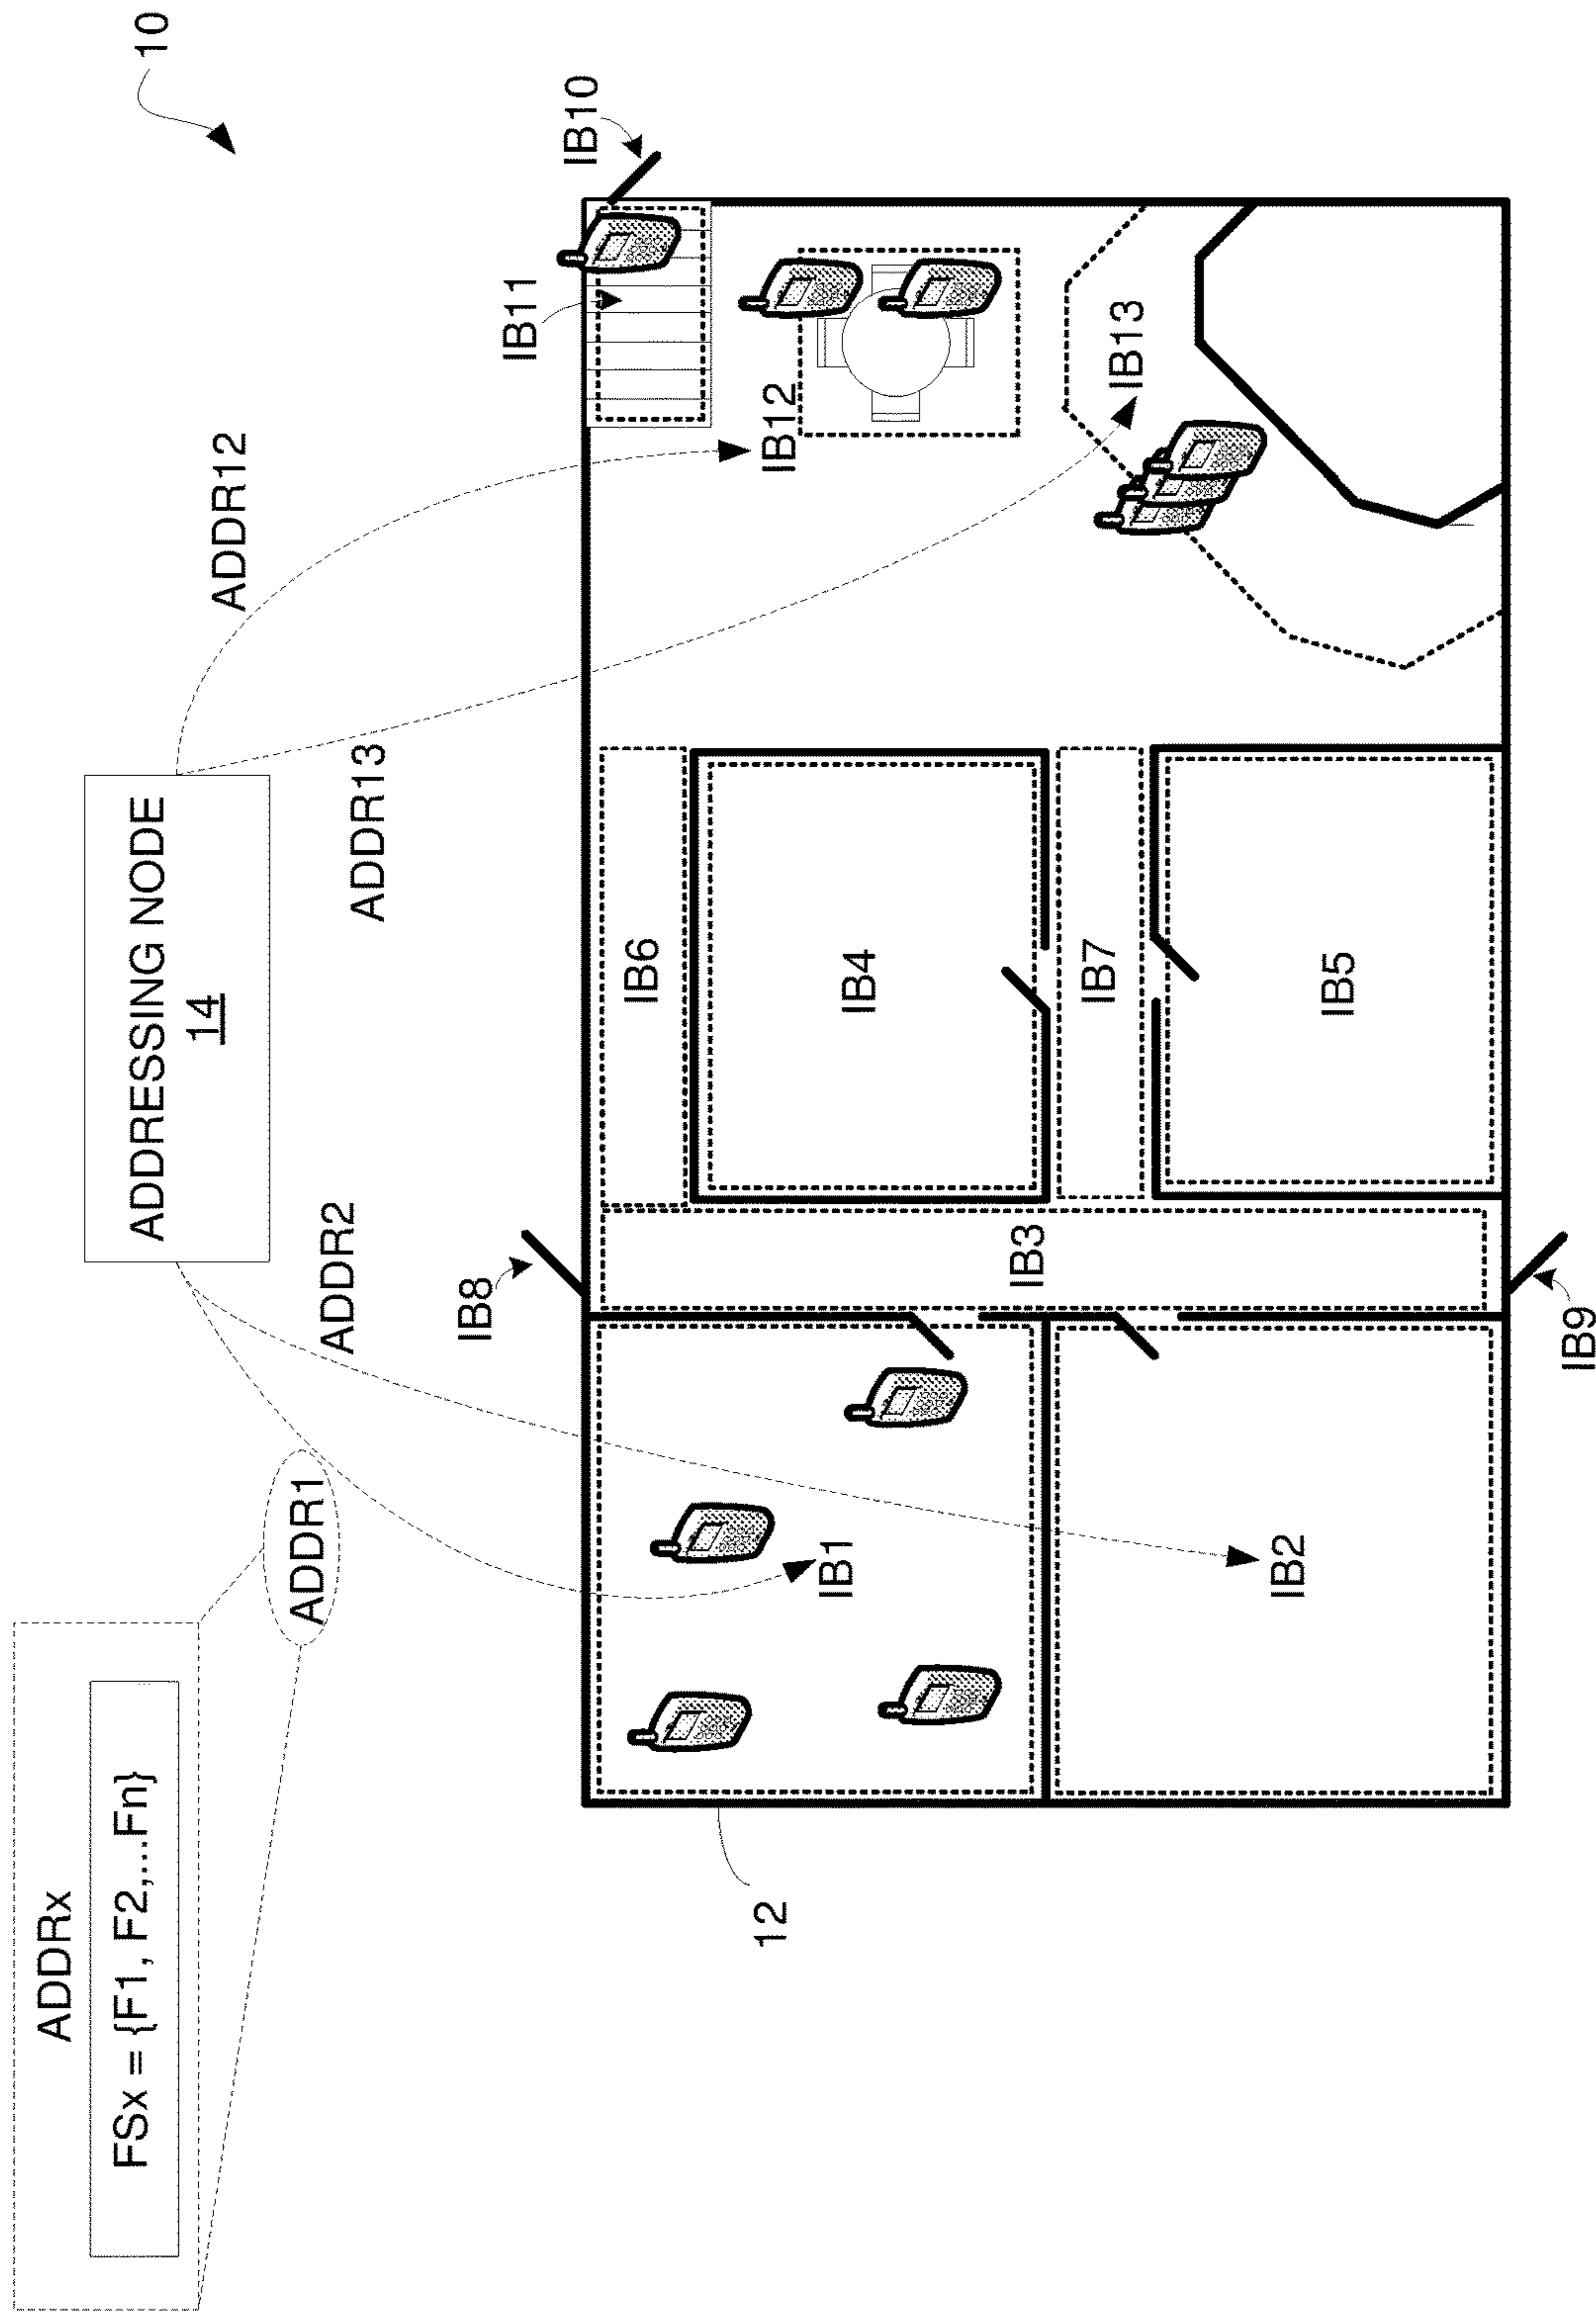 ADDRx
FSx = {F1, F2,...Fn}
ADDRESSING NODE
14
10
ADDR12
ADDR1
ADDR2
ADDR13
IB8
IB11
IB10
IB6
12
IB12
IB1
IB4
IB3
IB7
IB13
IB2
IB5
IB9